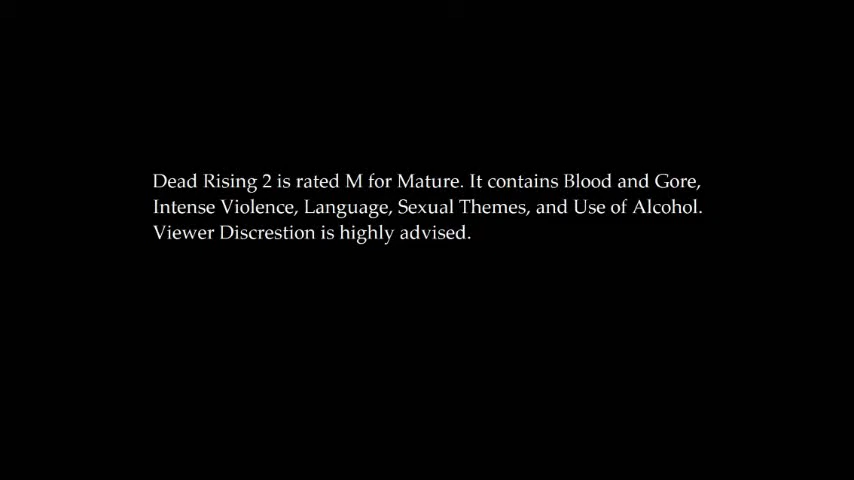 Dead Rising 2 is rated M for Mature. It contains Blood and Gore,
Intense Violence, Language, Sexual Themes, and Use of Alcohol.
Viewer Discrestion is highly advised.